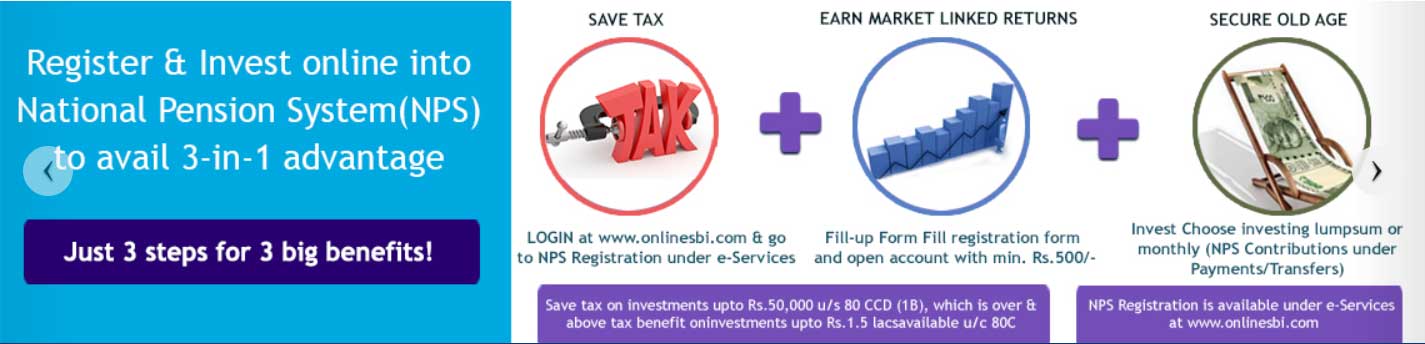 Register & Invest online into
National Pension System(NPS)
to avail 3-in-1 advantage
Just 3 steps for 3 big benefits!
SAVE TAX
TAX
LOGIN at www.onlinesbi.com & go
to NPS Registration under e-Services
EARN MARKET LINKED RETURNS
Fill-up Form Fill registration form
and open account with min. Rs.500/-
SECURE OLD AGE
Invest Choose investing lumpsum or
monthly (NPS Contributions under
Payments/Transfers)
Save tax on investments upto Rs.50,000 u/s 80 CCD (1B), which is over &
above tax benefit oninvestments upto Rs.1.5 lacsavailable u/c 80C
NPS Registration is available under e-Services
at www.onlinesbi.com